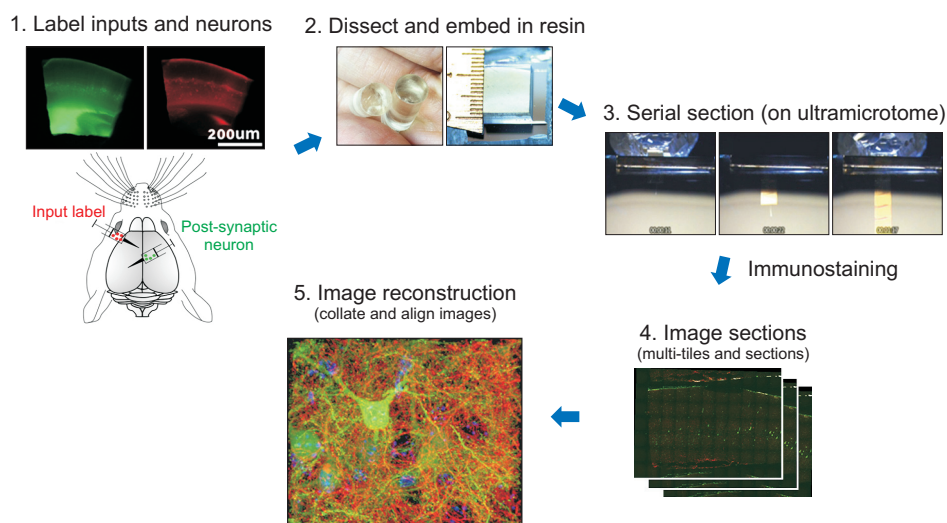 1. Label inputs and neurons
200um
Input label
Post-synaptic
neuron
2. Dissect and embed in resin
3. Serial section (on ultramicrotome)
Immunostaining
4. Image sections
(multi-tiles and sections)
5. Image reconstruction
(collate and align images)